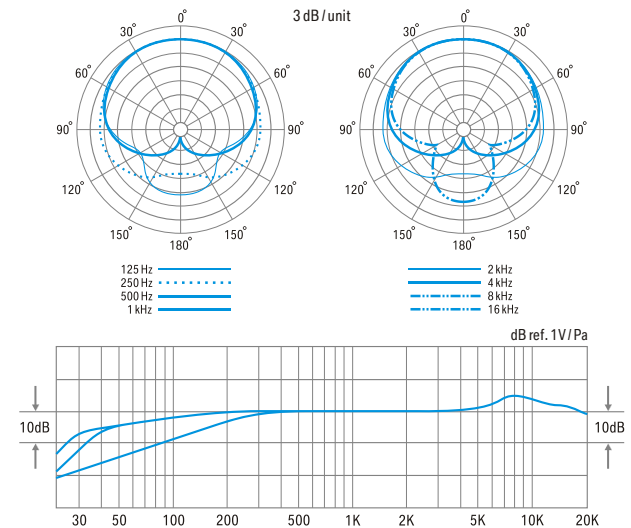 3 dB / unit
0° 0°
30° 30° 30° 30°
60° 60° 60° 60°
90° 90° 90° 90°
120° 120° 120° 120°
150° 150° 150° 150°
180° 180°
125 Hz
250 Hz
500 Hz
1 kHz
2 kHz
4 kHz
8 kHz
16 kHz
dB ref. 1 V / Pa
10dB 10dB
30 50 100 200 500 1K 2K 5K 10K 20K